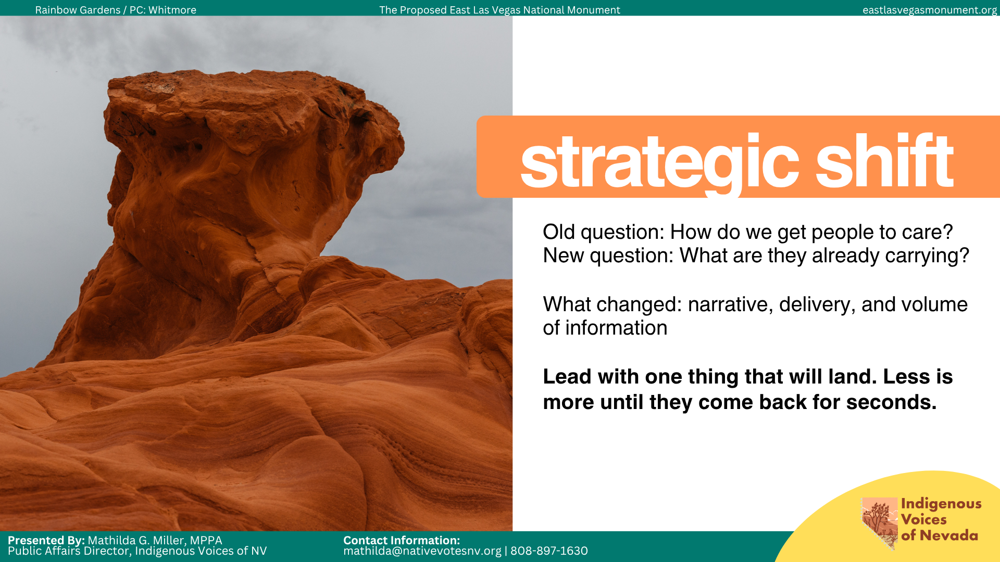 Rainbow Gardens / PC: Whitmore
The Proposed East Las Vegas National Monument
eastlasvegasmonument.org
strategic shift
Old question: How do we get people to care?
New question: What are they already carrying?
What changed: narrative, delivery, and volume
of information
Lead with one thing that will land. Less is
more until they come back for seconds.
Indigenous
Voices
of Nevada
Presented By: Mathilda G. Miller, MPPA
Public Affairs Director, Indigenous Voices of NV
Contact Information:
mathilda@nativevotesnv.org | 808-897-1630